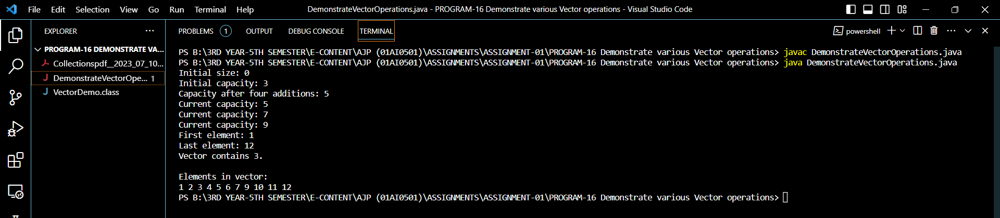 File Edit Selection View Go Run Terminal Help DemonstrateVectorOperations.java - PROGRAM-16 Demonstrate various Vector operations - Visual Studio Code
EXPLORER
PROGRAM-16 DEMONSTRATE VA...
Collectionspdf__2023_07_10...
DemonstrateVectorOpe... 1
VectorDemo.class
PROBLEMS 1 OUTPUT DEBUG CONSOLE TERMINAL powershell
PS B:\3RD YEAR-5TH SEMESTER\E-CONTENT\AJP (01AI0501)\ASSIGNMENTS\ASSIGNMENT-01\PROGRAM-16 Demonstrate various Vector operations> javac DemonstrateVectorOperations.java
PS B:\3RD YEAR-5TH SEMESTER\E-CONTENT\AJP (01AI0501)\ASSIGNMENTS\ASSIGNMENT-01\PROGRAM-16 Demonstrate various Vector operations> java DemonstrateVectorOperations.java
Initial size: 0
Initial capacity: 3
Capacity after four additions: 5
Current capacity: 5
Current capacity: 7
Current capacity: 9
First element: 1
Last element: 12
Vector contains 3.
Elements in vector:
1 2 3 4 5 6 7 9 10 11 12
PS B:\3RD YEAR-5TH SEMESTER\E-CONTENT\AJP (01AI0501)\ASSIGNMENTS\ASSIGNMENT-01\PROGRAM-16 Demonstrate various Vector operations>